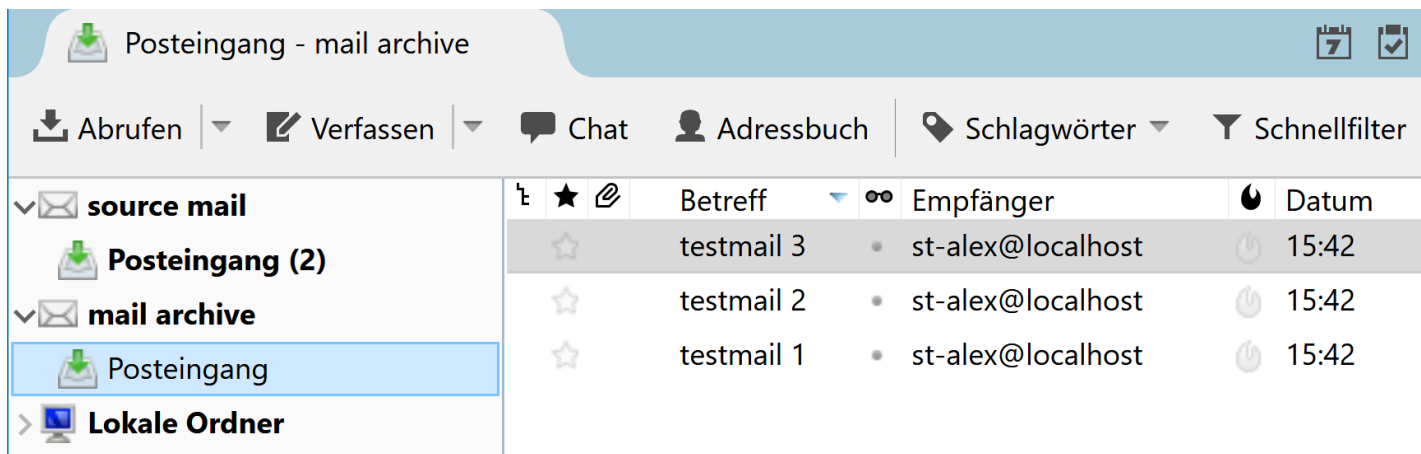 Posteingang - mail archive
7
Abrufen Verfassen Chat Adressbuch Schlagwörter Schnellfilter
source mail
Posteingang (2)
mail archive
Posteingang
Lokale Ordner
Betreff Empfänger Datum
testmail 3 st-alex@localhost 15:42
testmail 2 st-alex@localhost 15:42
testmail 1 st-alex@localhost 15:42